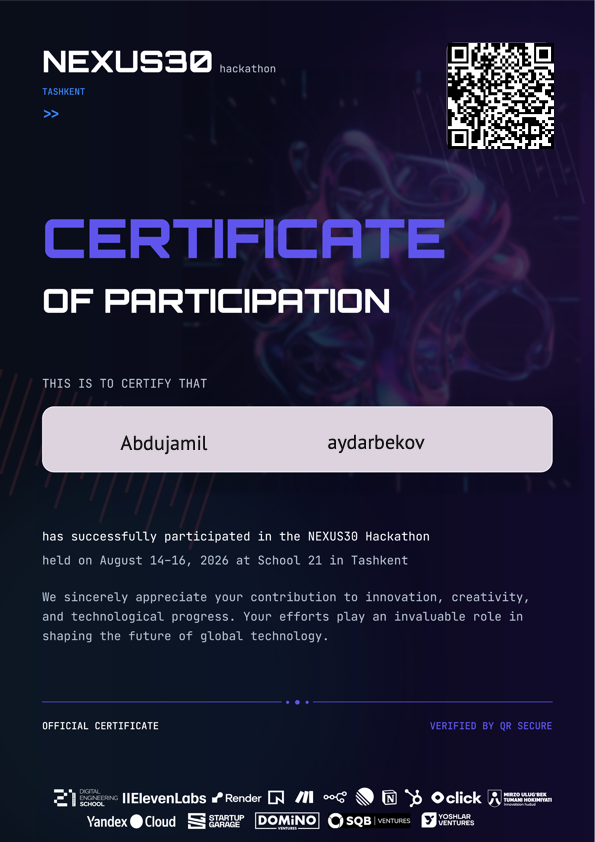 NEXUS30 hackathon
TASHKENT
>>
CERTIFICATE
OF PARTICIPATION
THIS IS TO CERTIFY THAT
Abdujamil aydarbekov
has successfully participated in the NEXUS30 Hackathon
held on August 14–16, 2026 at School 21 in Tashkent
We sincerely appreciate your contribution to innovation, creativity,
and technological progress. Your efforts play an invaluable role in
shaping the future of global technology.
OFFICIAL CERTIFICATE VERIFIED BY QR SECURE
21 DIGITAL ENGINEERING SCHOOL IIElevenLabs Render click MIRZO ULUG'BEK TUMANI HOKIMIYATI innovatsion hudud
Yandex Cloud STARTUP GARAGE DOMiNO VENTURES SQB VENTURES YOSHLAR VENTURES